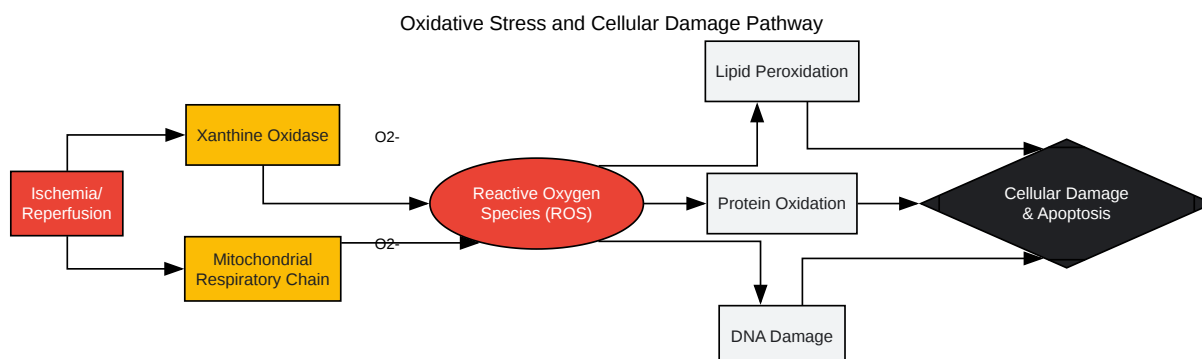 Oxidative Stress and Cellular Damage Pathway
Lipid Peroxidation
Xanthine Oxidase
O2-
Ischemia/
Reperfusion
Reactive Oxygen
Species (ROS)
Protein Oxidation
Cellular Damage
& Apoptosis
O2-
Mitochondrial
Respiratory Chain
DNA Damage